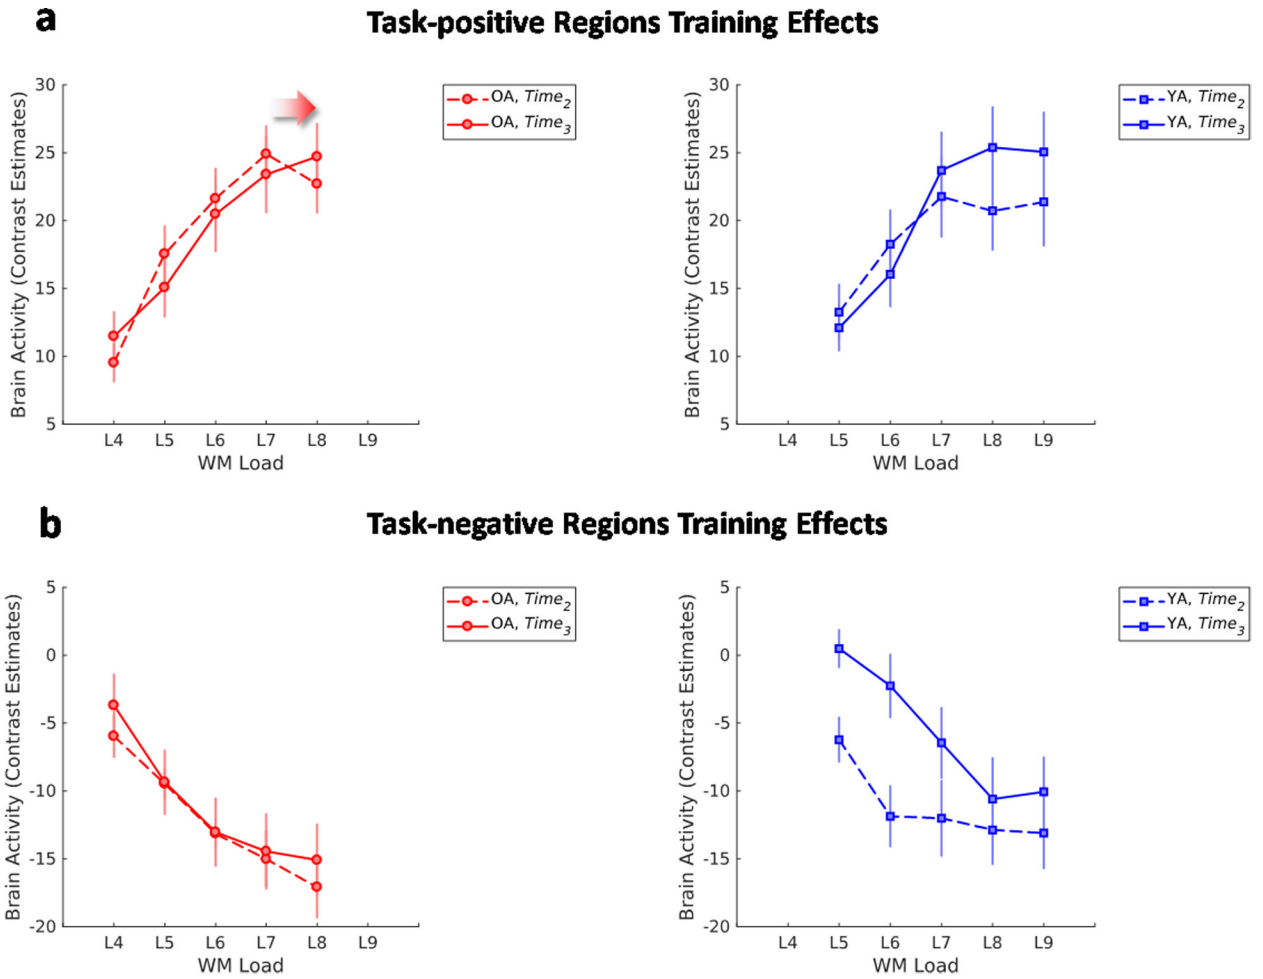 a
Task-positive Regions Training Effects
30
25
20
15
10
5
Brain Activity (Contrast Estimates)
L4 L5 L6 L7 L8 L9
WM Load
OA, Time2
OA, Time3
30
25
20
15
10
5
Brain Activity (Contrast Estimates)
L4 L5 L6 L7 L8 L9
WM Load
YA, Time2
YA, Time3
b
Task-negative Regions Training Effects
5
0
-5
-10
-15
-20
Brain Activity (Contrast Estimates)
L4 L5 L6 L7 L8 L9
WM Load
OA, Time2
OA, Time3
5
0
-5
-10
-15
-20
Brain Activity (Contrast Estimates)
L4 L5 L6 L7 L8 L9
WM Load
YA, Time2
YA, Time3